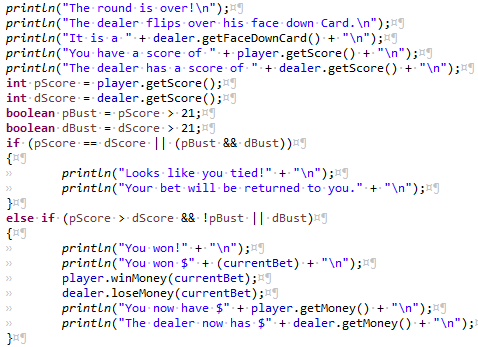 println("The round is over!\n");¤¶
println("The dealer flips over his face down Card.\n");¤¶
println("It is a " + dealer.getFaceDownCard() + "\n");¤¶
println("You have a score of " + player.getScore() + "\n");¤¶
println("The dealer has a score of " + dealer.getScore() + "\n");¤¶
int pScore = player.getScore();¤¶
int dScore = dealer.getScore();¤¶
boolean pBust = pScore > 21;¤¶
boolean dBust = dScore > 21;¤¶
if (pScore == dScore || (pBust && dBust))¤¶
{¤¶
» println("Looks like you tied!" + "\n");¤¶
» println("Your bet will be returned to you." + "\n");¤¶
}¤¶
else if (pScore > dScore && !pBust || dBust)¤¶
{¤¶
» println("You won!" + "\n");¤¶
» println("You won $" + (currentBet) + "\n");¤¶
» player.winMoney(currentBet);¤¶
» dealer.loseMoney(currentBet);¤¶
» println("You now have $" + player.getMoney() + "\n");¤¶
» println("The dealer now has $" + dealer.getMoney() + "\n");¤¶
}¤¶